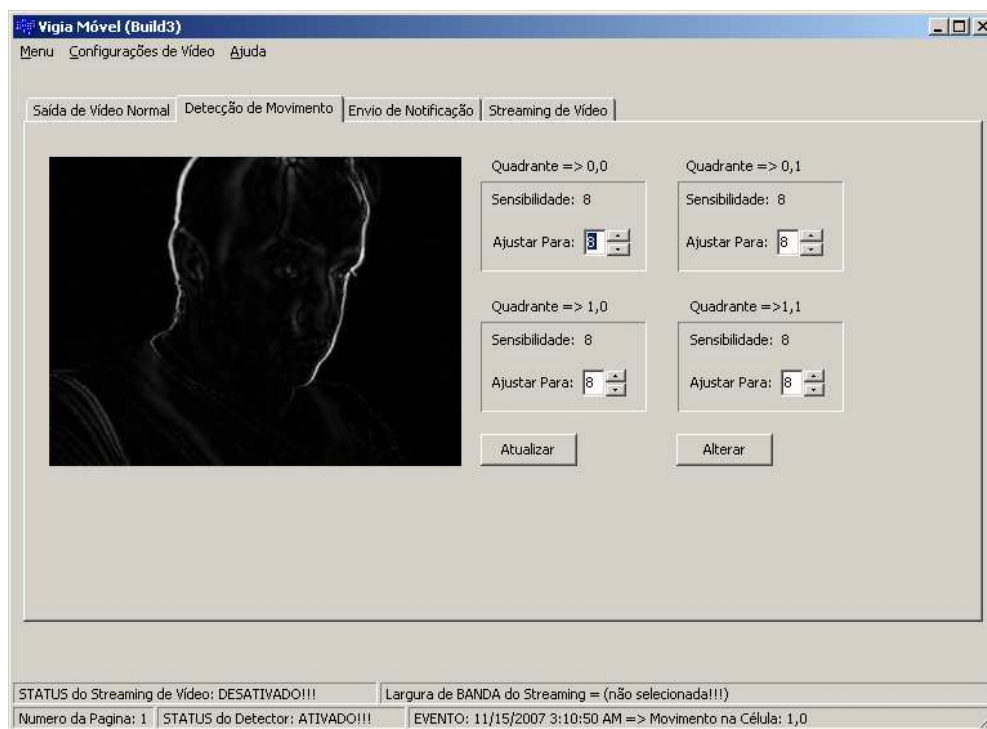 Vigia Móvel (Build3)
Menu Configurações de Vídeo Ajuda
Saída de Vídeo Normal Detecção de Movimento Envio de Notificação Streaming de Vídeo
Quadrante => 0,0 Quadrante => 0,1
Sensibilidade: 8 Sensibilidade: 8
Ajustar Para: 8 Ajustar Para: 8
Quadrante => 1,0 Quadrante =>1,1
Sensibilidade: 8 Sensibilidade: 8
Ajustar Para: 8 Ajustar Para: 8
Atualizar Alterar
STATUS do Streaming de Vídeo: DESATIVADO!!! Largura de BANDA do Streaming = (não selecionada!!!)
Numero da Pagina: 1 STATUS do Detector: ATIVADO!!! EVENTO: 11/15/2007 3:10:50 AM => Movimento na Célula: 1,0